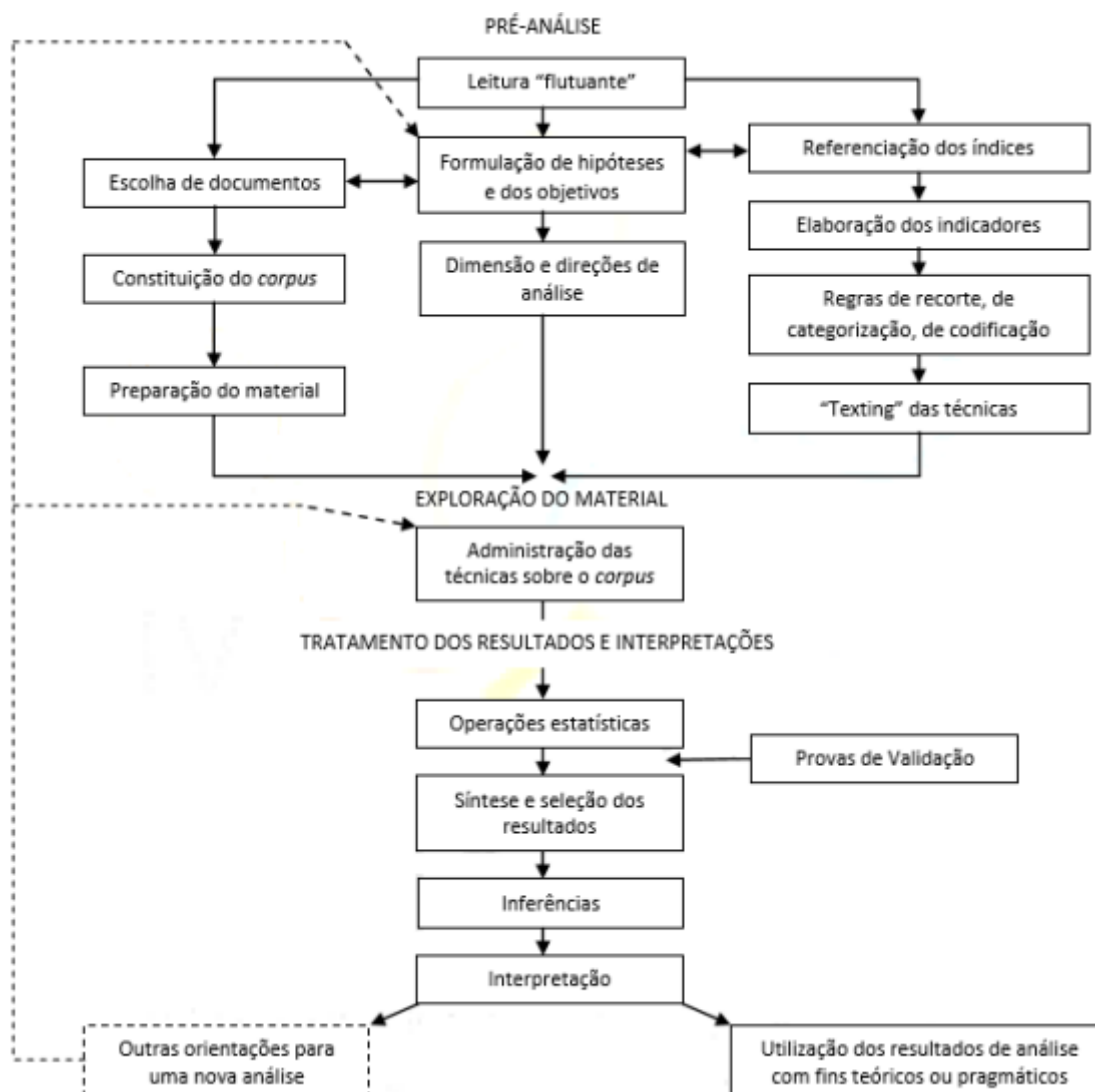 PRÉ-ANÁLISE
Leitura “flutuante”
Escolha de documentos
Formulação de hipóteses
e dos objetivos
Referenciação dos índices
Elaboração dos indicadores
Constituição do corpus
Dimensão e direções de
análise
Regras de recorte, de
categorização, de codificação
Preparação do material
“Texting” das técnicas
EXPLORAÇÃO DO MATERIAL
Administração das
técnicas sobre o corpus
TRATAMENTO DOS RESULTADOS E INTERPRETAÇÕES
Operações estatísticas
Provas de Validação
Síntese e seleção dos
resultados
Inferências
Interpretação
Outras orientações para
uma nova análise
Utilização dos resultados de análise
com fins teóricos ou pragmáticos